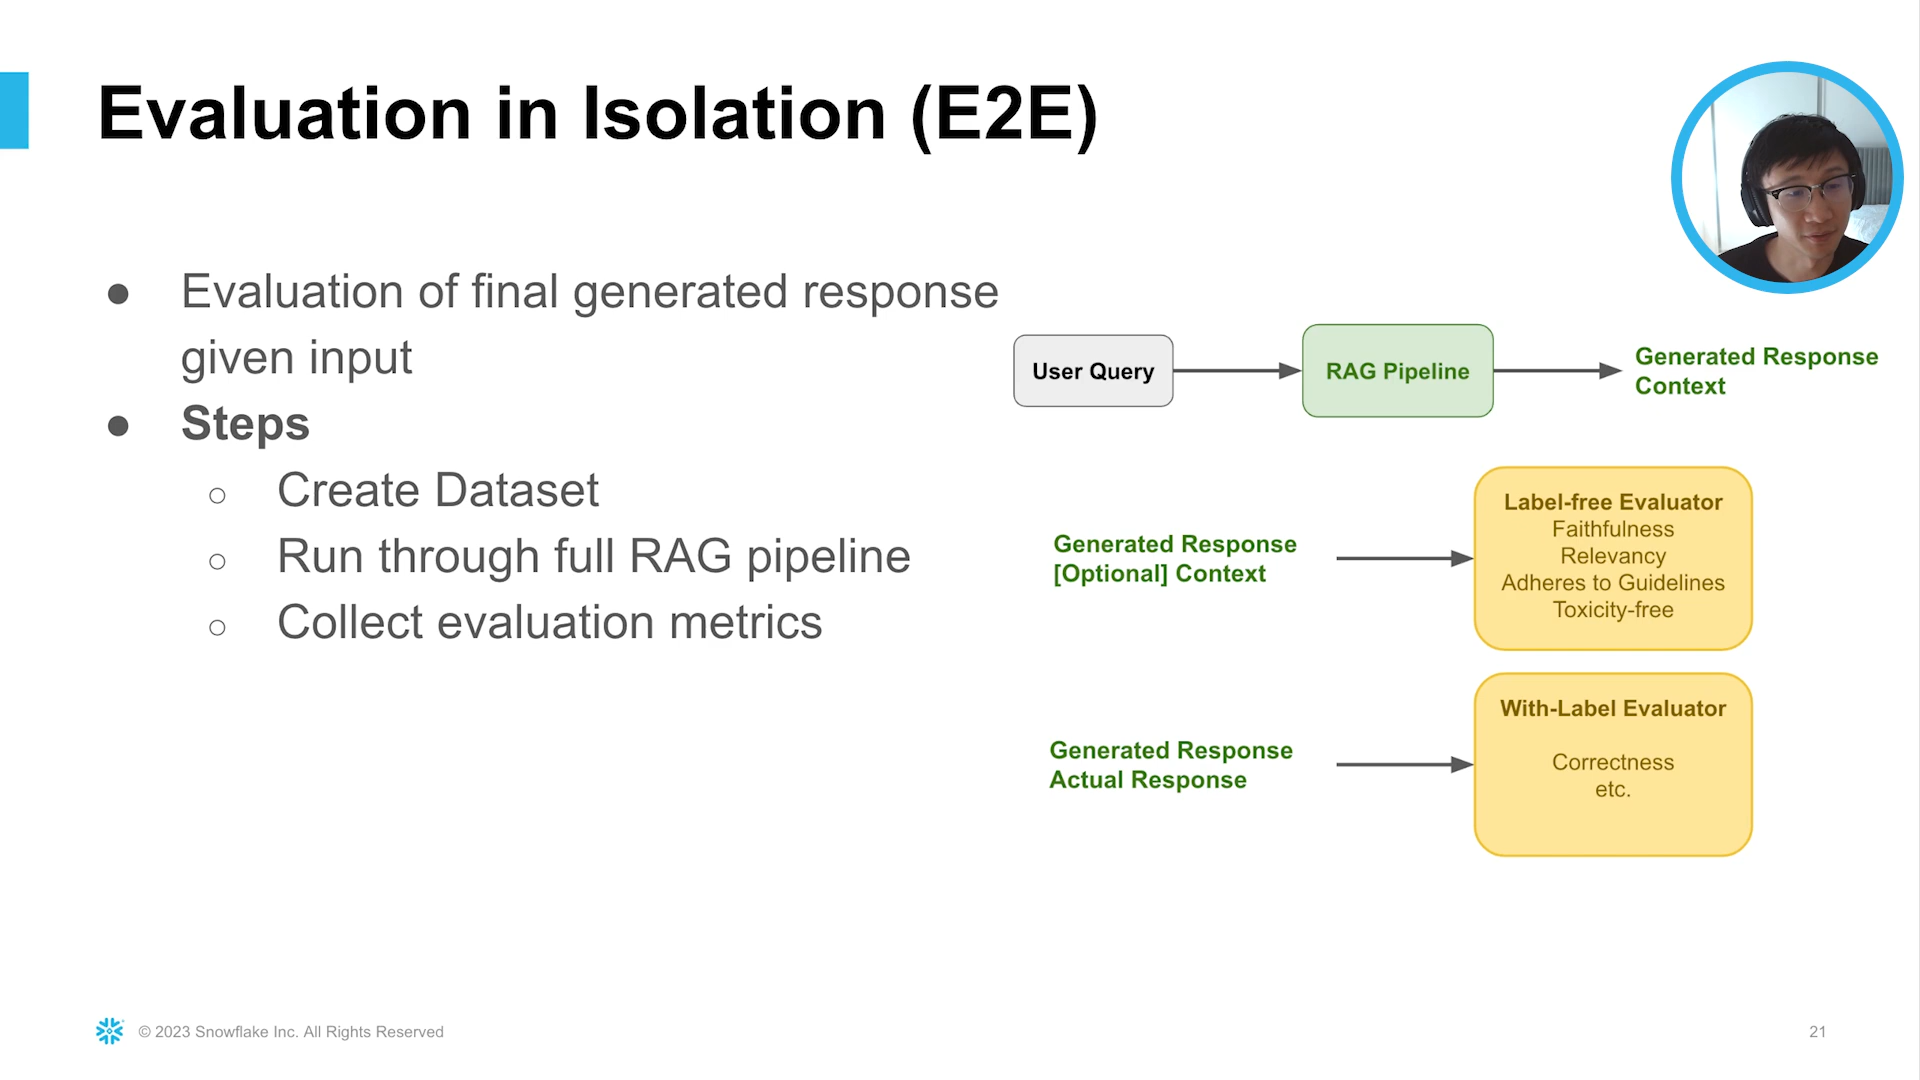 Evaluation in Isolation (E2E)
● Evaluation of final generated response
given input
● Steps
○ Create Dataset
○ Run through full RAG pipeline
○ Collect evaluation metrics
User Query
RAG Pipeline
Generated Response
Context
Generated Response
[Optional] Context
Label-free Evaluator
Faithfulness
Relevancy
Adheres to Guidelines
Toxicity-free
Generated Response
Actual Response
With-Label Evaluator
Correctness
etc.
© 2023 Snowflake Inc. All Rights Reserved
21